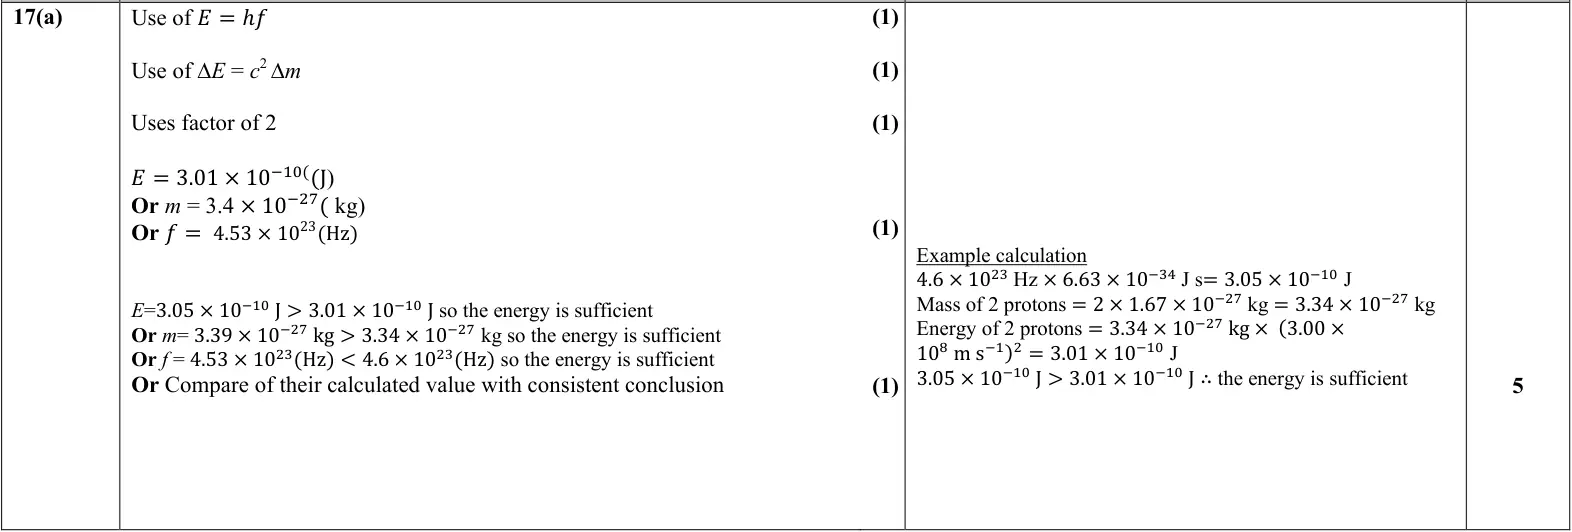 17(a)
Use of 𝐸 = ℎ𝑓 (1)
Use of ΔE = c² Δm (1)
Uses factor of 2 (1)
𝐸 = 3.01 × 10⁻¹⁰⁽(J)
Or m = 3.4 × 10⁻²⁷( kg)
Or 𝑓 = 4.53 × 10²³(Hz) (1)
E=3.05 × 10⁻¹⁰ J > 3.01 × 10⁻¹⁰ J so the energy is sufficient
Or m= 3.39 × 10⁻²⁷ kg > 3.34 × 10⁻²⁷ kg so the energy is sufficient
Or f = 4.53 × 10²³(Hz) < 4.6 × 10²³(Hz) so the energy is sufficient
Or Compare of their calculated value with consistent conclusion (1)
Example calculation
4.6 × 10²³ Hz × 6.63 × 10⁻³⁴ J s= 3.05 × 10⁻¹⁰ J
Mass of 2 protons = 2 × 1.67 × 10⁻²⁷ kg = 3.34 × 10⁻²⁷ kg
Energy of 2 protons = 3.34 × 10⁻²⁷ kg × (3.00 ×
10⁸ m s⁻¹)² = 3.01 × 10⁻¹⁰ J
3.05 × 10⁻¹⁰ J > 3.01 × 10⁻¹⁰ J ∴ the energy is sufficient
5